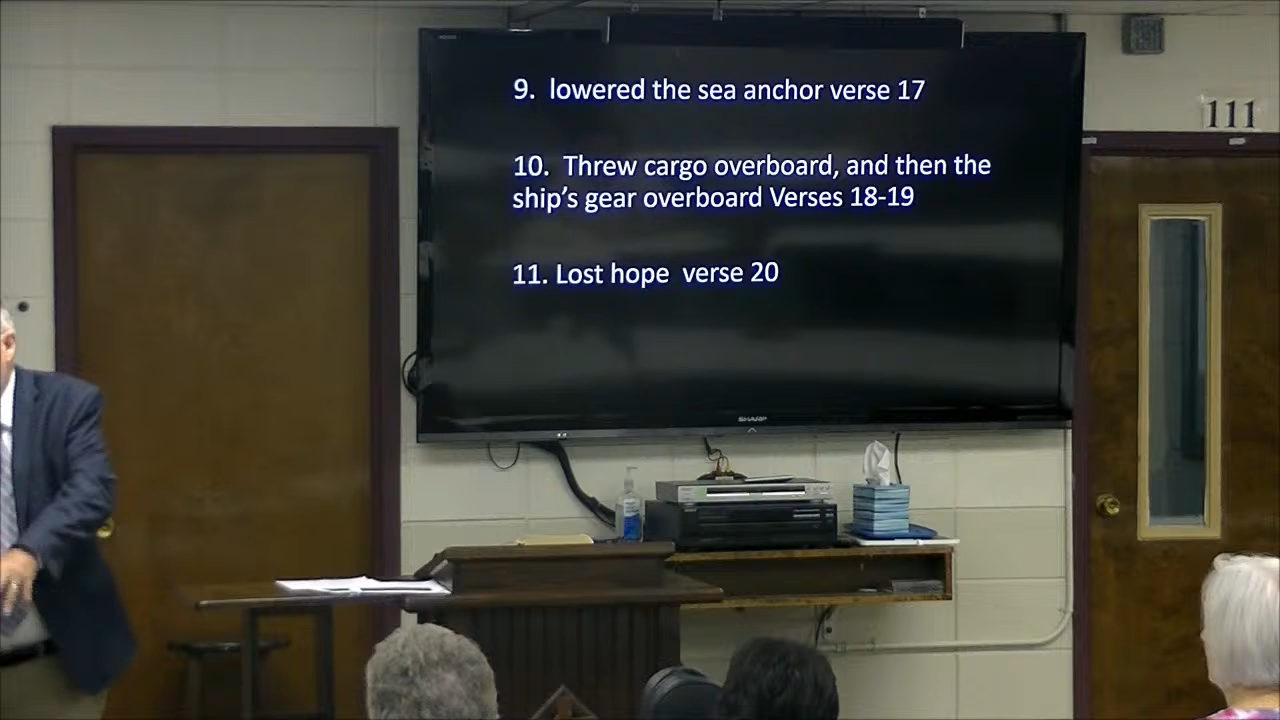 9. lowered the sea anchor verse 17
111
10. Threw cargo overboard, and then the
ship's gear overboard Verses 18-19
11. Lost hope verse 20
SHARP